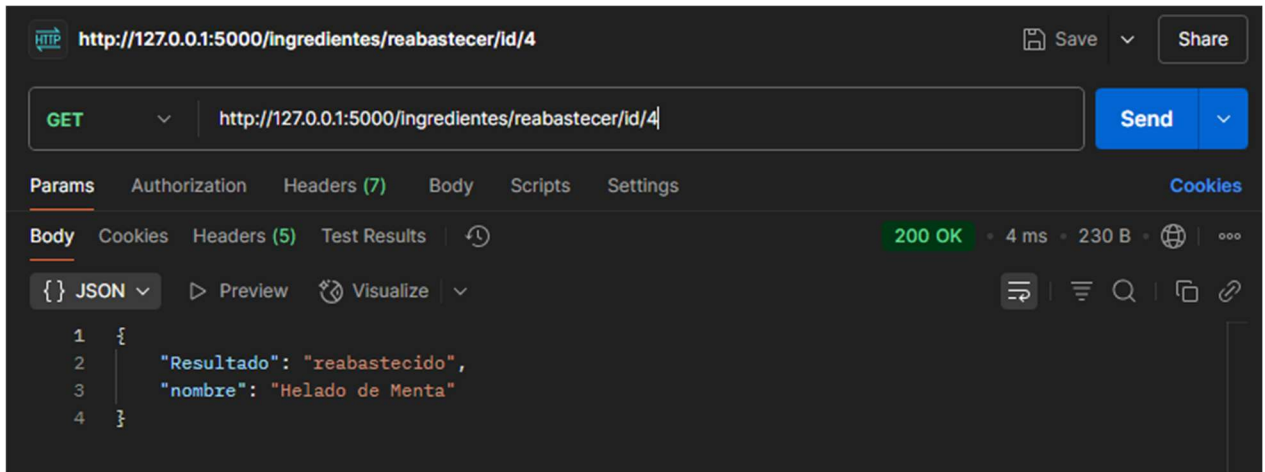 HTTP http://127.0.0.1:5000/ingredientes/reabastecer/id/4 Save Share
GET http://127.0.0.1:5000/ingredientes/reabastecer/id/4 Send
Params Authorization Headers (7) Body Scripts Settings Cookies
Body Cookies Headers (5) Test Results 200 OK • 4 ms • 230 B •
{} JSON Preview Visualize
1 {
2 "Resultado": "reabastecido",
3 "nombre": "Helado de Menta"
4 }